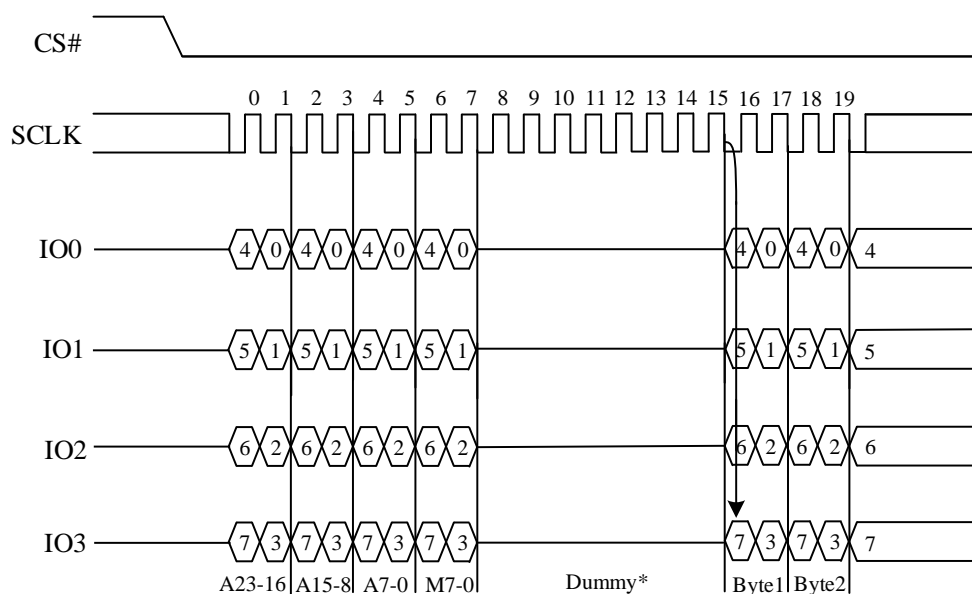 CS#
0 1 2 3 4 5 6 7 8 9 10 11 12 13 14 15 16 17 18 19
SCLK
IO0 4 0 4 0 4 0 4 0 4 0 4 0 4
IO1 5 1 5 1 5 1 5 1 5 1 5 1 5
IO2 6 2 6 2 6 2 6 2 6 2 6 2 6
IO3 7 3 7 3 7 3 7 3 7 3 7 3 7
A23-16 A15-8 A7-0 M7-0 Dummy* Byte1 Byte2